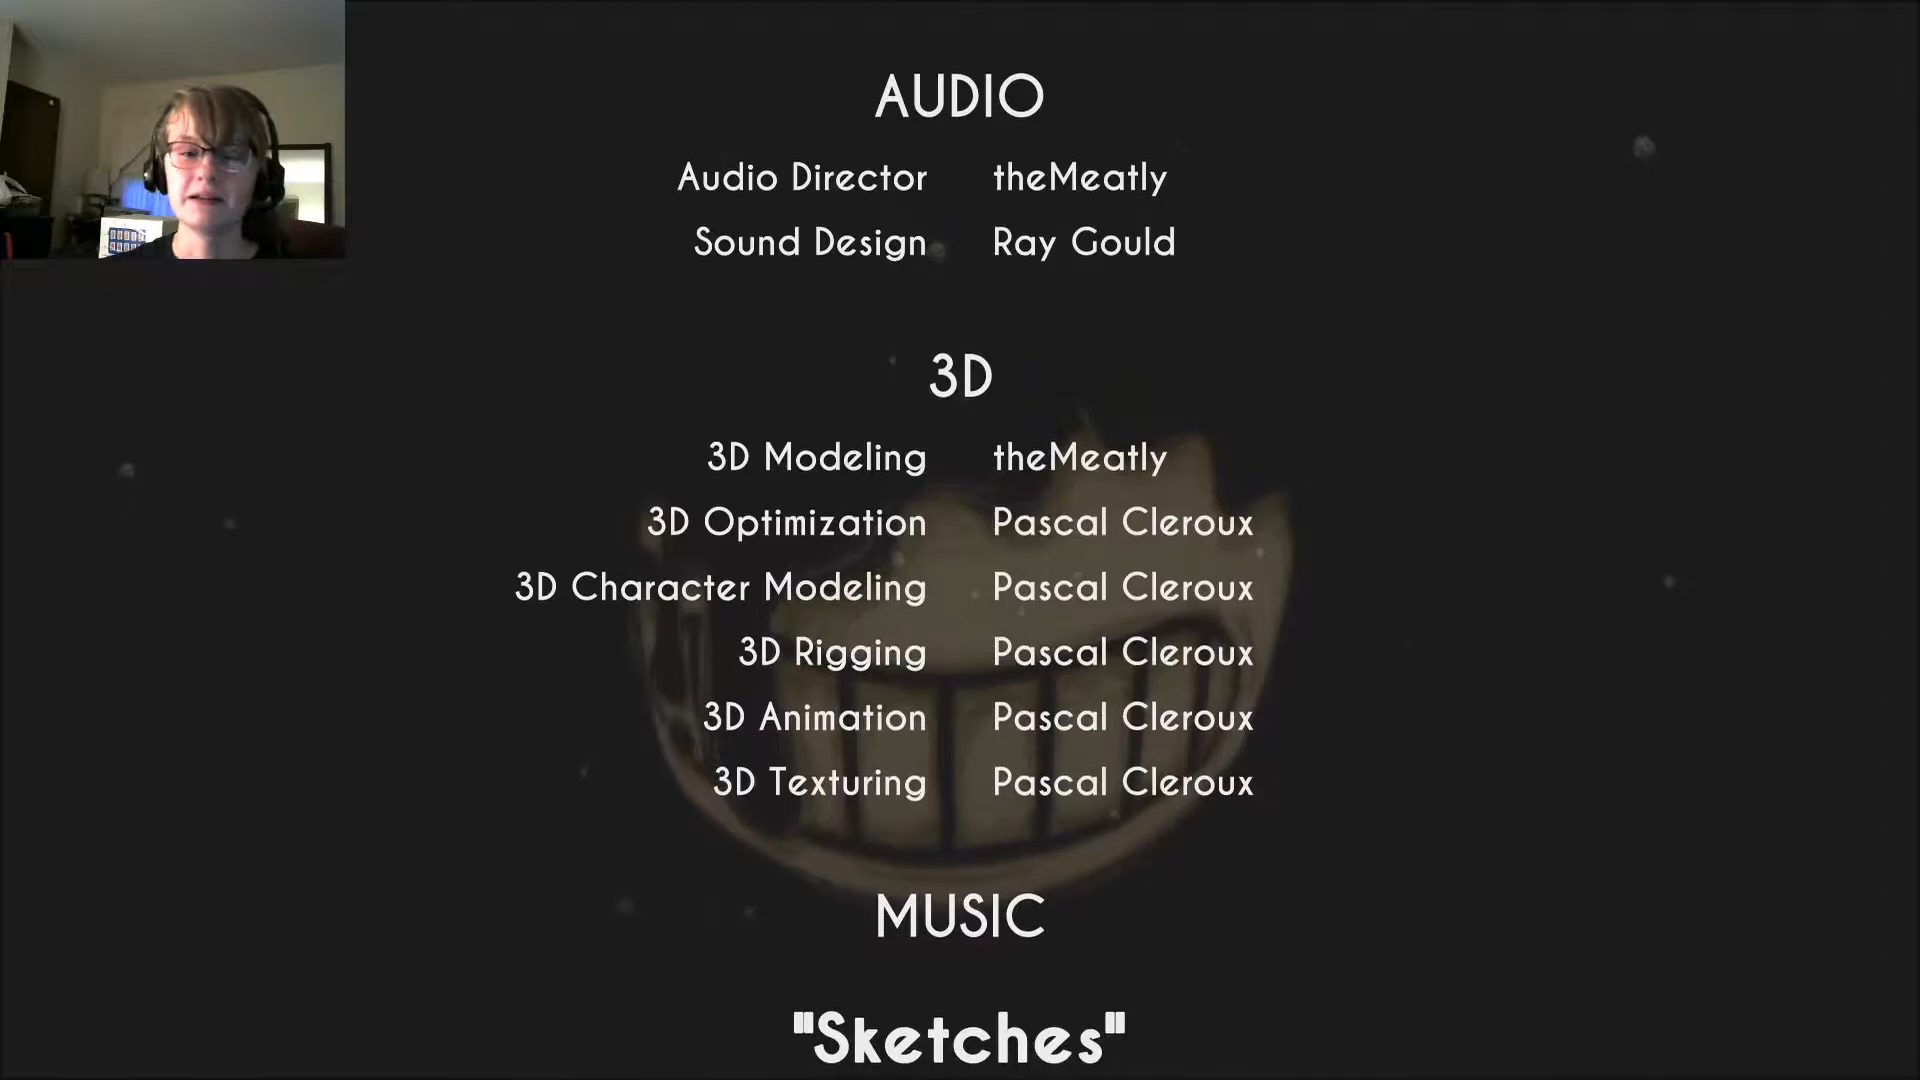 AUDIO
Audio Director theMeatly
Sound Design Ray Gould
3D
3D Modeling theMeatly
3D Optimization Pascal Cleroux
3D Character Modeling Pascal Cleroux
3D Rigging Pascal Cleroux
3D Animation Pascal Cleroux
3D Texturing Pascal Cleroux
MUSIC
"Sketches"